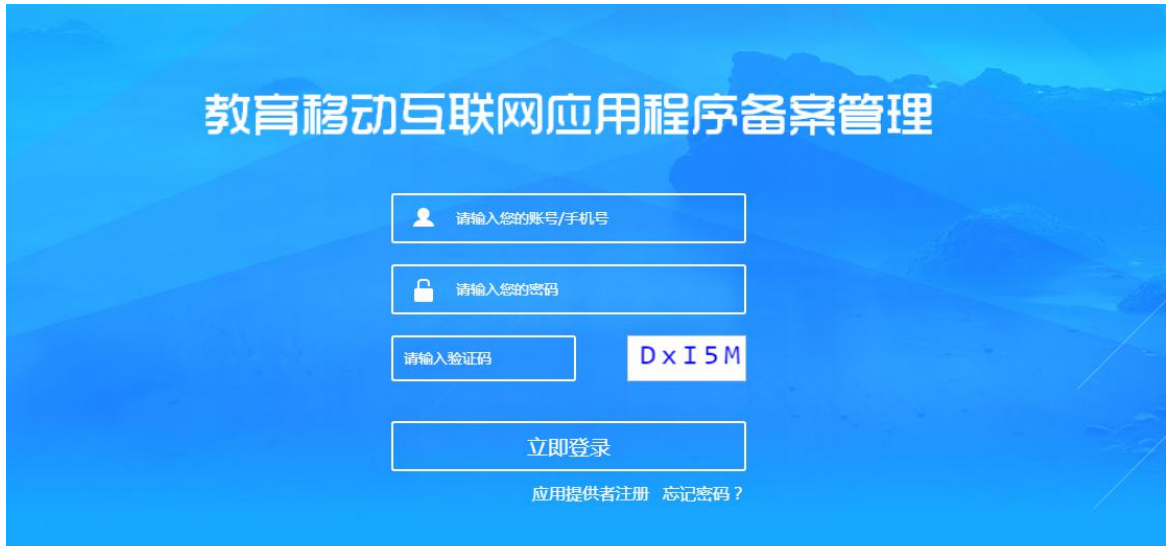 教育移动互联网应用程序备案管理
请输入您的账号/手机号
请输入您的密码
请输入验证码 DxI5M
立即登录
应用提供者注册 忘记密码？